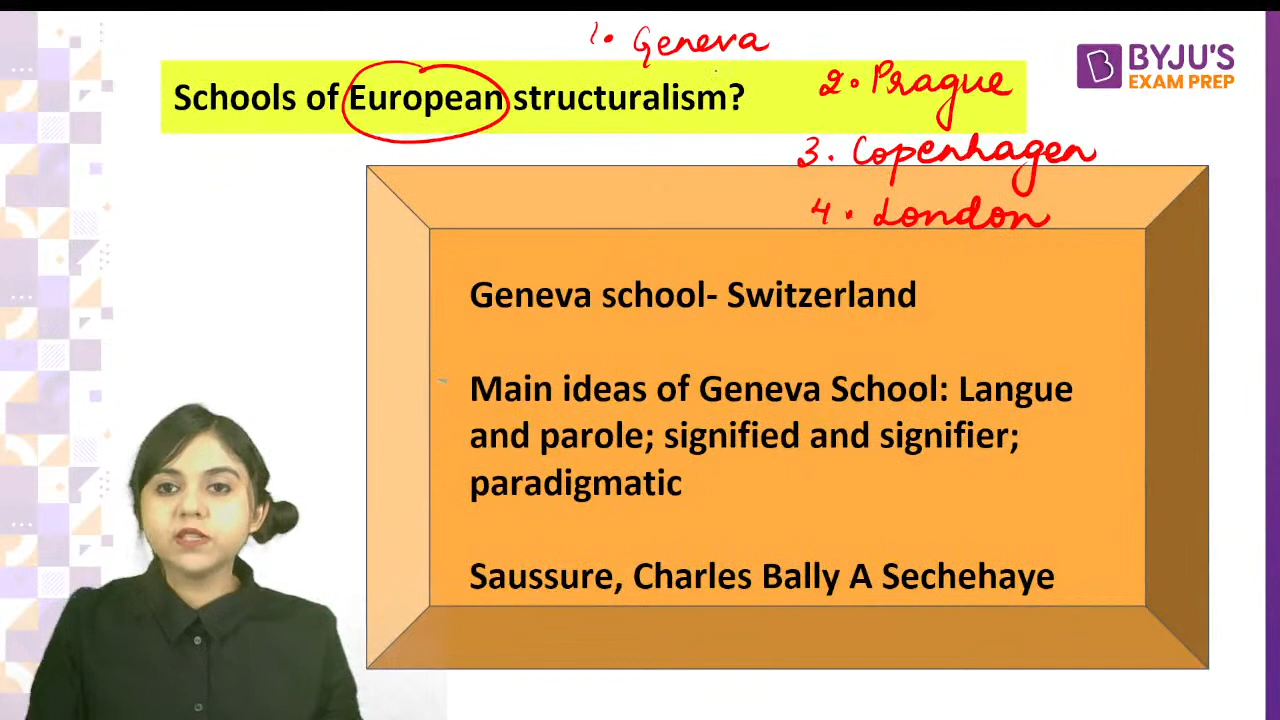 1. Geneva
BYJU'S
EXAM PREP
Schools of European structuralism?
2. Prague
3. Copenhagen
4. London
Geneva school- Switzerland
Main ideas of Geneva School: Langue
and parole; signified and signifier;
paradigmatic
Saussure, Charles Bally A Sechehaye